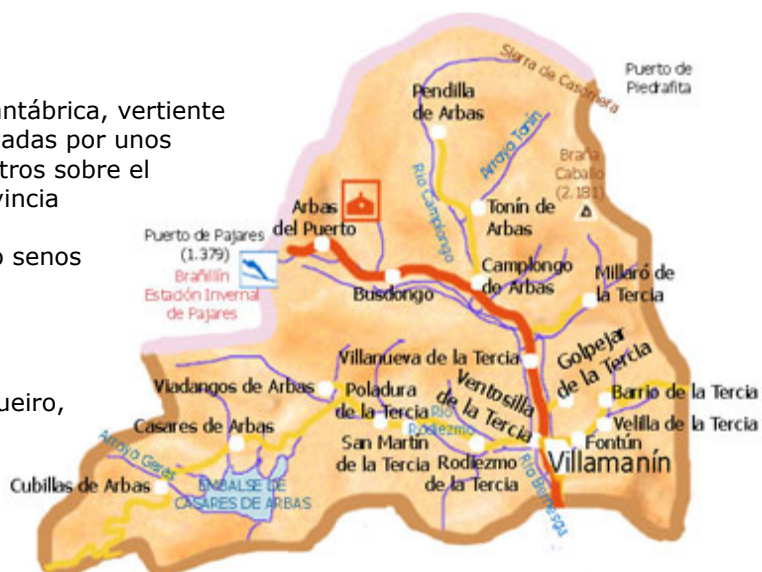 antábrica, vertiente
adas por unos
tros sobre el
vincia
o senos
ueiro,
Sierra de Casomera
Puerto de
Piedrafita
Pendilla
de Arbas
Arroyo Tonín
Braña
Caballo
(2.181)
Río Camplongo
Arbas
del Puerto
Tonín de
Arbas
Puerto de Pajares
(1.379)
Brañillín
Estación Invernal
de Pajares
Busdongo
Camplongo
de Arbas
Millaró de
la Tercia
Villanueva de la Tercia
Golpejar
de la Tercia
Viadangos de Arbas
Poladura
de la Tercia
Ventosilla
de la Tercia
Barrio de la Tercia
Casares de Arbas
Río
Rodiezmo
Velilla de la Tercia
San Martín
de la Tercia
Rodiezmo
de la Tercia
Fontún
Villamanín
Arroyo Geras
Cubillas de Arbas
EMBALSE DE
CASARES DE ARBAS
Río Bernesga